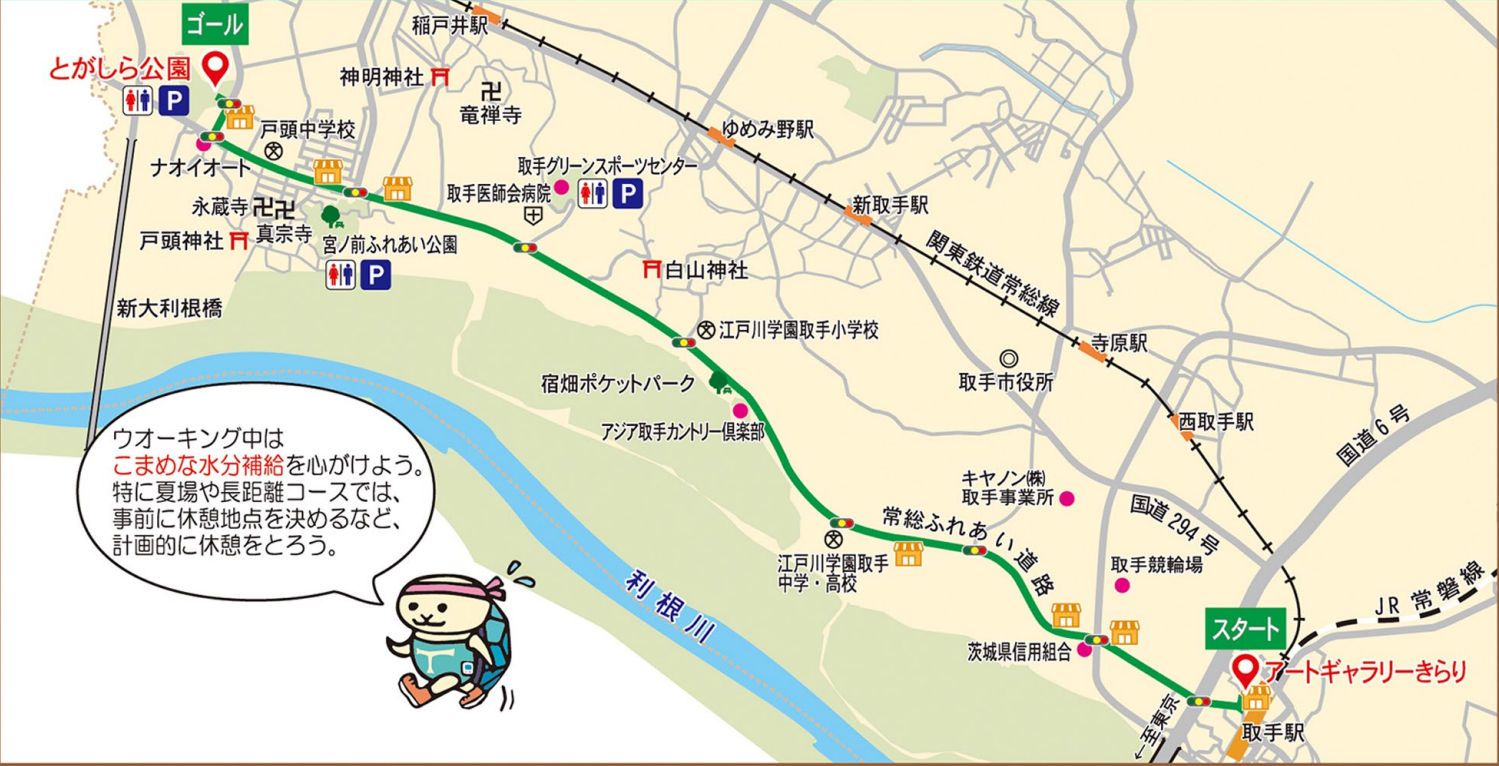 ゴール
とがしら公園
P
稲戸井駅
神明神社
竜禅寺
戸頭中学校
ナオイオート
ゆめみ野駅
取手グリーンスポーツセンター
取手医師会病院
P
永蔵寺
真宗寺
戸頭神社
宮ノ前ふれあい公園
P
新取手駅
関東鉄道常総線
白山神社
新大利根橋
江戸川学園取手小学校
寺原駅
取手市役所
宿畑ポケットパーク
アジア取手カントリー倶楽部
西取手駅
国道6号
ウオーキング中は
こまめな水分補給を心がけよう。
特に夏場や長距離コースでは、
事前に休憩地点を決めるなど、
計画的に休憩をとろう。
キヤノン㈱
取手事業所
国道294号
常総ふれあい道路
江戸川学園取手
中学・高校
取手競輪場
JR常磐線
利根川
スタート
アートギャラリーきらり
茨城県信用組合
←至東京
取手駅